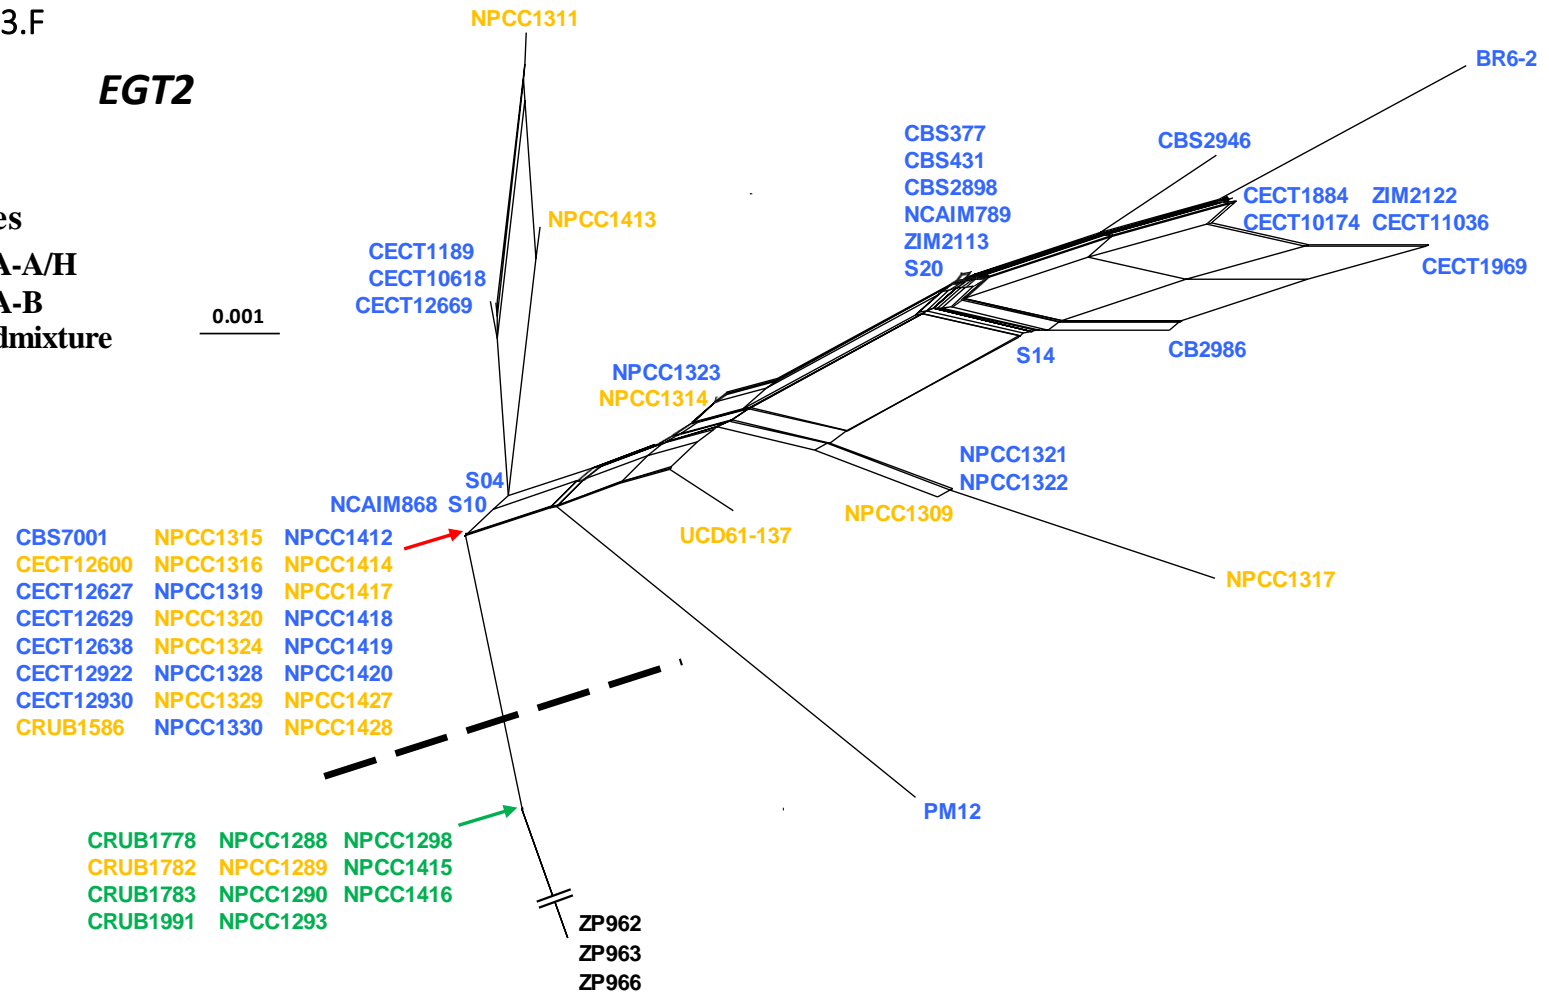 3.F
NPCC1311
EGT2
BR6-2
CBS377
CBS431
CBS2898
NCAIM789
ZIM2113
S20
CBS2946
CECT1884 ZIM2122
CECT10174 CECT11036
CECT1969
es
A-A/H
A-B
dmixture
0.001
NPCC1413
CECT1189
CECT10618
CECT12669
S14
CB2986
NPCC1323
NPCC1314
NPCC1321
NPCC1322
NPCC1309
UCD61-137
NPCC1317
S04
NCAIM868 S10
CBS7001 NPCC1315 NPCC1412
CECT12600 NPCC1316 NPCC1414
CECT12627 NPCC1319 NPCC1417
CECT12629 NPCC1320 NPCC1418
CECT12638 NPCC1324 NPCC1419
CECT12922 NPCC1328 NPCC1420
CECT12930 NPCC1329 NPCC1427
CRUB1586 NPCC1330 NPCC1428
PM12
CRUB1778 NPCC1288 NPCC1298
CRUB1782 NPCC1289 NPCC1415
CRUB1783 NPCC1290 NPCC1416
CRUB1991 NPCC1293
ZP962
ZP963
ZP966